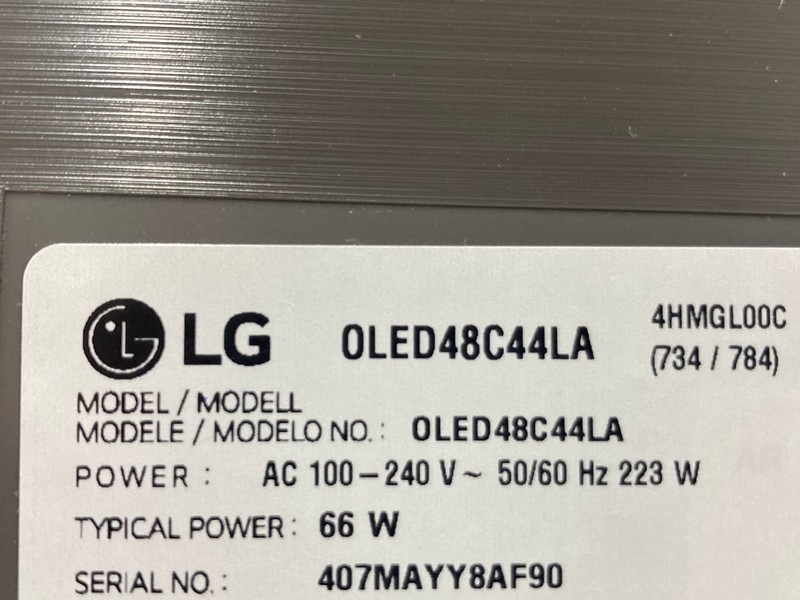 LG OLED48C44LA 4HMGL00C
(734 / 784)
MODEL / MODELL
MODELE / MODELO NO. : OLED48C44LA
POWER : AC 100–240 V ~ 50/60 Hz 223 W
TYPICAL POWER : 66 W
SERIAL NO. : 407MAYY8AF90